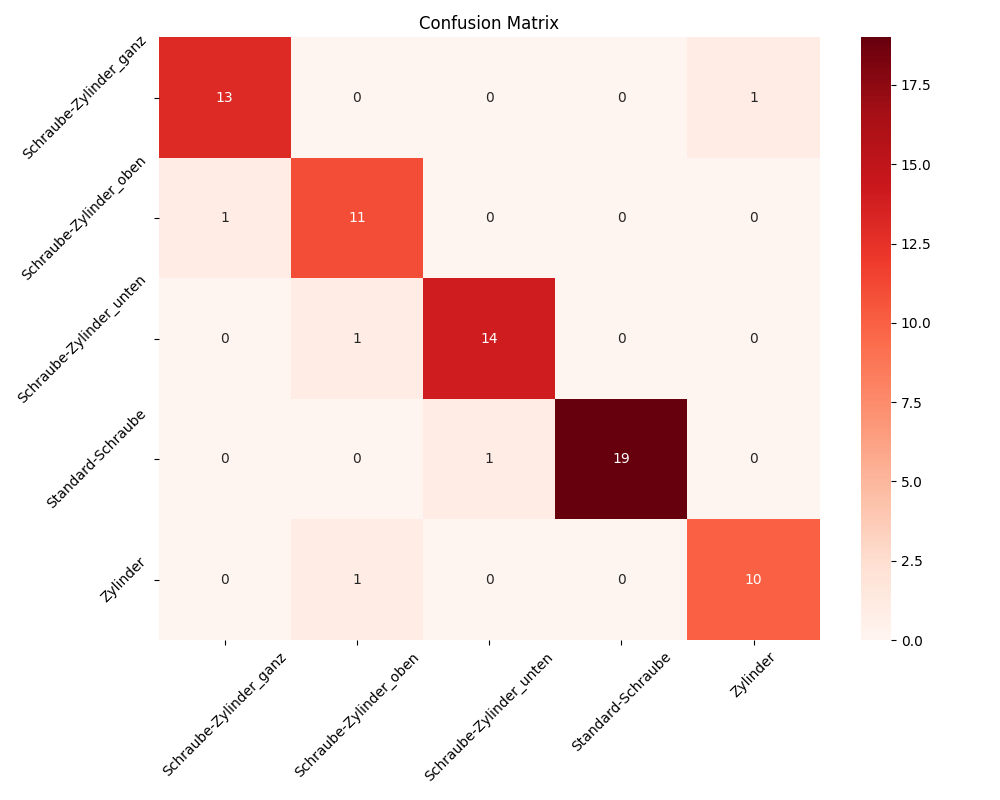 Confusion Matrix
Schraube-Zylinder_ganz
13 0 0 0 1
Schraube-Zylinder_oben
1 11 0 0 0
Schraube-Zylinder_unten
0 1 14 0 0
Standard-Schraube
0 0 1 19 0
Zylinder
0 1 0 0 10
Schraube-Zylinder_ganz
Schraube-Zylinder_oben
Schraube-Zylinder_unten
Standard-Schraube
Zylinder
17.5
15.0
12.5
10.0
7.5
5.0
2.5
0.0